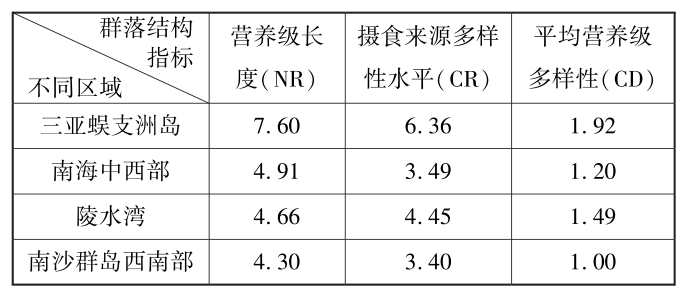 群落结构
指标
不同区域
营养级长
度(NR)
摄食来源多样
性水平(CR)
平均营养级
多样性(CD)
三亚蜈支洲岛 7.60 6.36 1.92
南海中西部 4.91 3.49 1.20
陵水湾 4.66 4.45 1.49
南沙群岛西南部 4.30 3.40 1.00